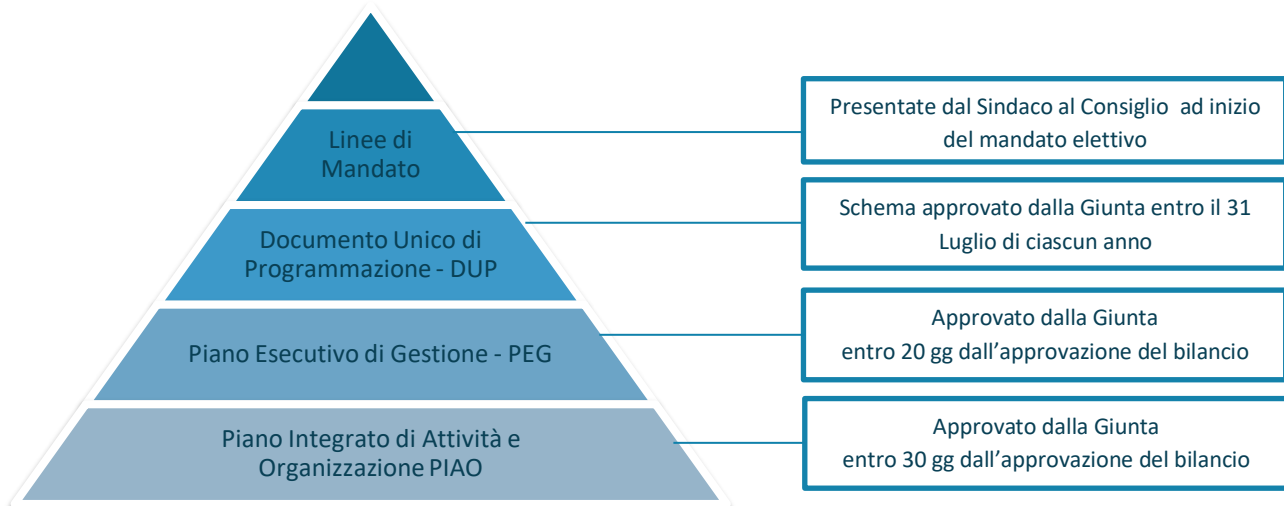 Linee di
Mandato
Presentate dal Sindaco al Consiglio ad inizio
del mandato elettivo
Documento Unico di
Programmazione - DUP
Schema approvato dalla Giunta entro il 31
Luglio di ciascun anno
Piano Esecutivo di Gestione - PEG
Approvato dalla Giunta
entro 20 gg dall’approvazione del bilancio
Piano Integrato di Attività e
Organizzazione PIAO
Approvato dalla Giunta
entro 30 gg dall’approvazione del bilancio